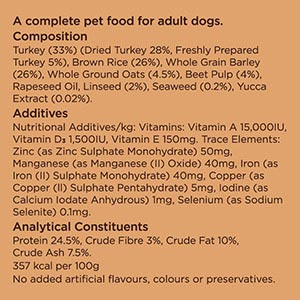 A complete pet food for adult dogs.
Composition
Turkey (33%) (Dried Turkey 28%,
Freshly Prepared
Turkey 5%), Brown Rice (26%), Whole Grain Barley
(26%), Whole Ground Oats (4.5%), Beet Pulp (4%),
Rapeseed Oil, Linseed (2%), Seaweed (0.2%), Yucca
Extract (0.02%).
Additives
Nutritional Additives/kg: Vitamins: Vitamin A 15,000IU,
Vitamin D₃ 1,500IU, Vitamin E 150mg. Trace Elements:
Zinc (as Zinc Sulphate Monohydrate) 50mg,
Manganese (as Manganese (II) Oxide) 40mg, Iron (as
Iron (II) Sulphate Monohydrate) 40mg, Copper (as
Copper (II) Sulphate Pentahydrate) 5mg, Iodine (as
Calcium Iodate Anhydrous) 1mg, Selenium (as Sodium
Selenite) 0.1mg.
Analytical Constituents
Protein 24.5%, Crude Fibre 3%, Crude Fat 10%,
Crude Ash 7.5%.
357 kcal per 100g
No added artificial flavours, colours or preservatives.